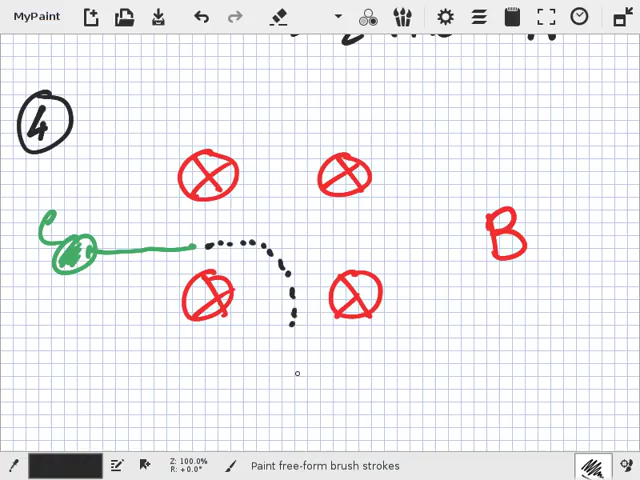 MyPaint
4
e
B
Z: 100.0%
R: +0.0°
Paint free-form brush strokes